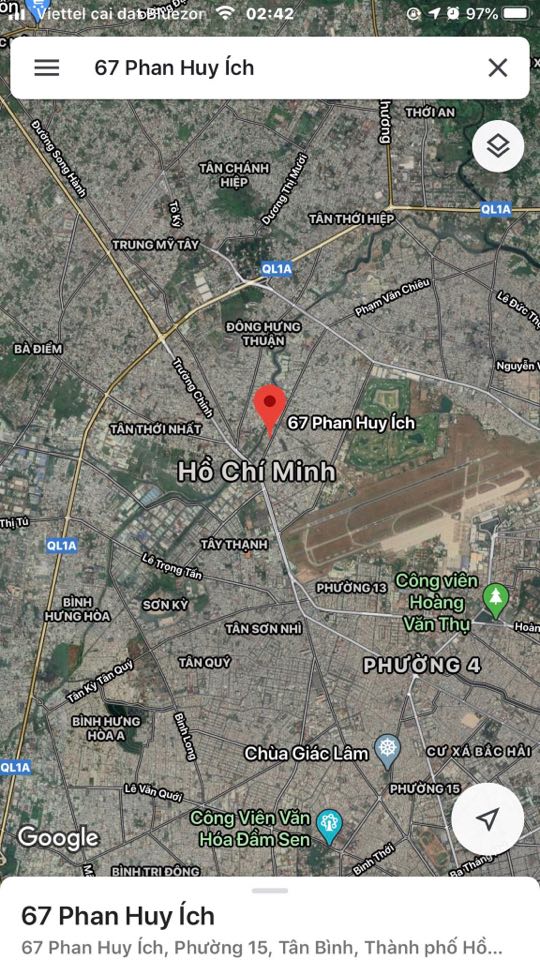 Viettel cai dat Bluezor
02:42
97%
67 Phan Huy Ích
THỚI AN
Đường Song Hành
TÂN CHÁNH
HIỆP
Dương Thị Mười
Tô Ký
TÂN THỚI HIỆP
QL1A
TRUNG MỸ TÂY
QL1A
Phạm Văn Chiêu
ĐÔNG HƯNG
THUẬN
BÀ ĐIỂM
Nguyễn
Trường Chinh
67 Phan Huy Ích
TÂN THỚI NHẤT
Hồ Chí Minh
Thị Tú
QL1A
TÂY THẠNH
Lê Trọng Tấn
PHƯỜNG 13
Công viên
Hoàng
Văn Thụ
BÌNH
HƯNG HÒA
SƠN KỲ
TÂN SƠN NHÌ
TÂN QUÝ
PHƯỜNG 4
Tân Kỳ Tân Quý
BÌNH HƯNG
HÒA A
Bình Long
Chùa Giác Lâm
CƯ XÁ BẮC HẢI
QL1A
PHƯỜNG 15
Lê Văn Quới
Công Viên Văn
Hóa Đầm Sen
Google
Bình Thới
BÌNH TRỊ ĐÔNG
67 Phan Huy Ích
67 Phan Huy Ích, Phường 15, Tân Bình, Thành phố Hồ...